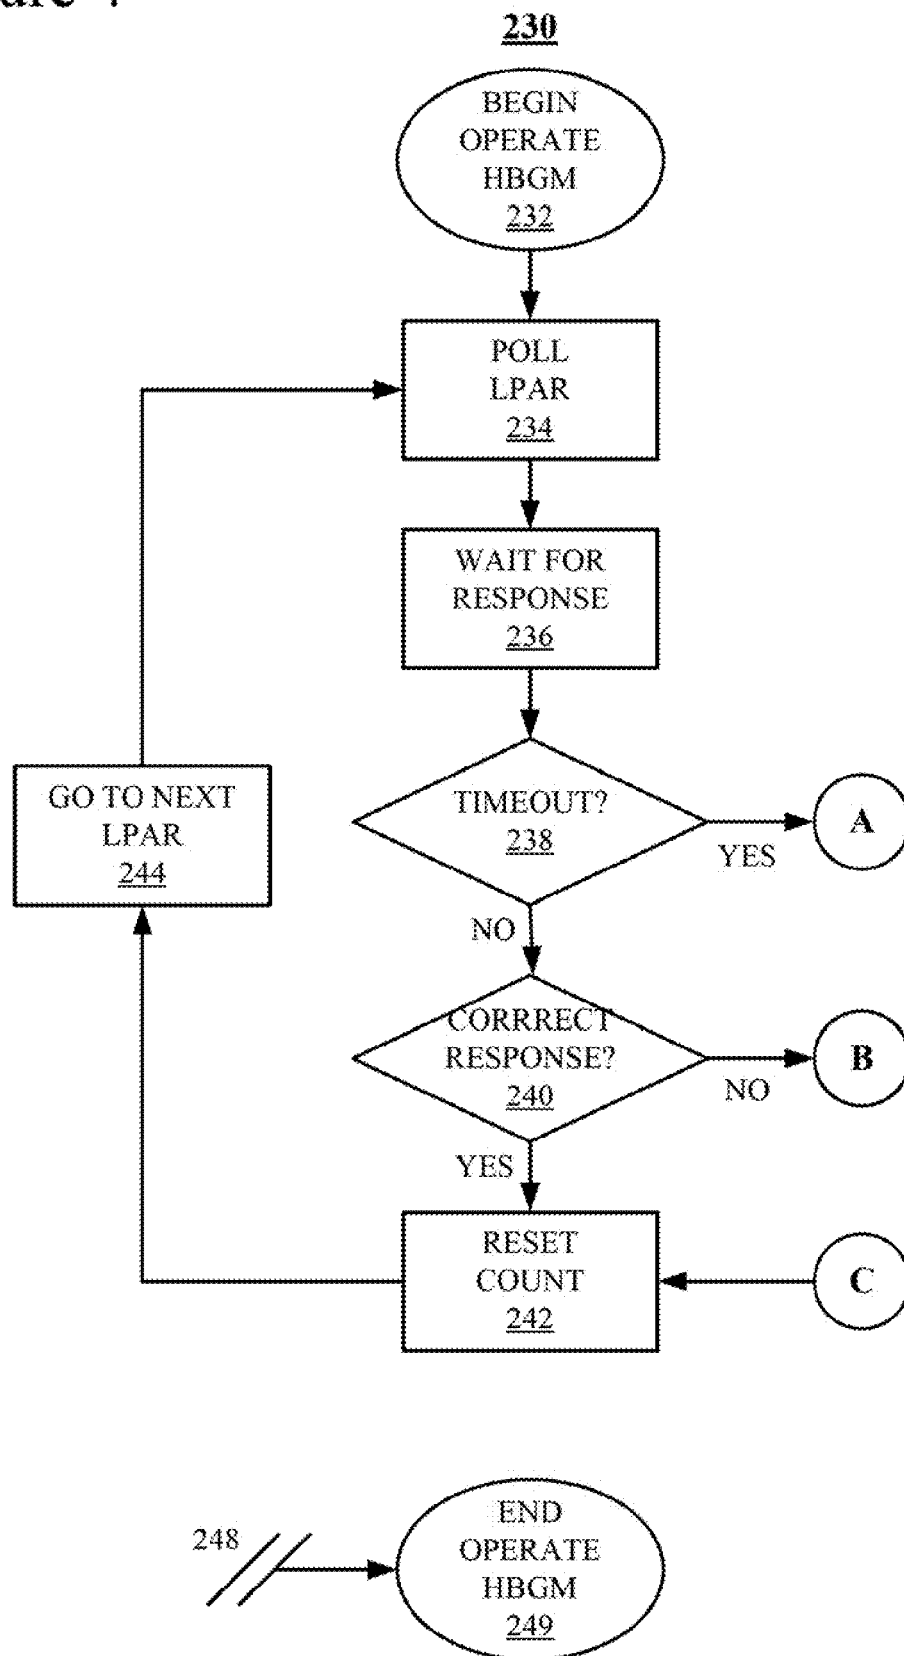 230
BEGIN
OPERATE
HBGM
232
POLL
LPAR
234
WAIT FOR
RESPONSE
236
GO TO NEXT
LPAR
244
TIMEOUT?
238
A
YES
NO
CORRRECT
RESPONSE?
240
B
NO
YES
RESET
COUNT
242
C
248
END
OPERATE
HBGM
249